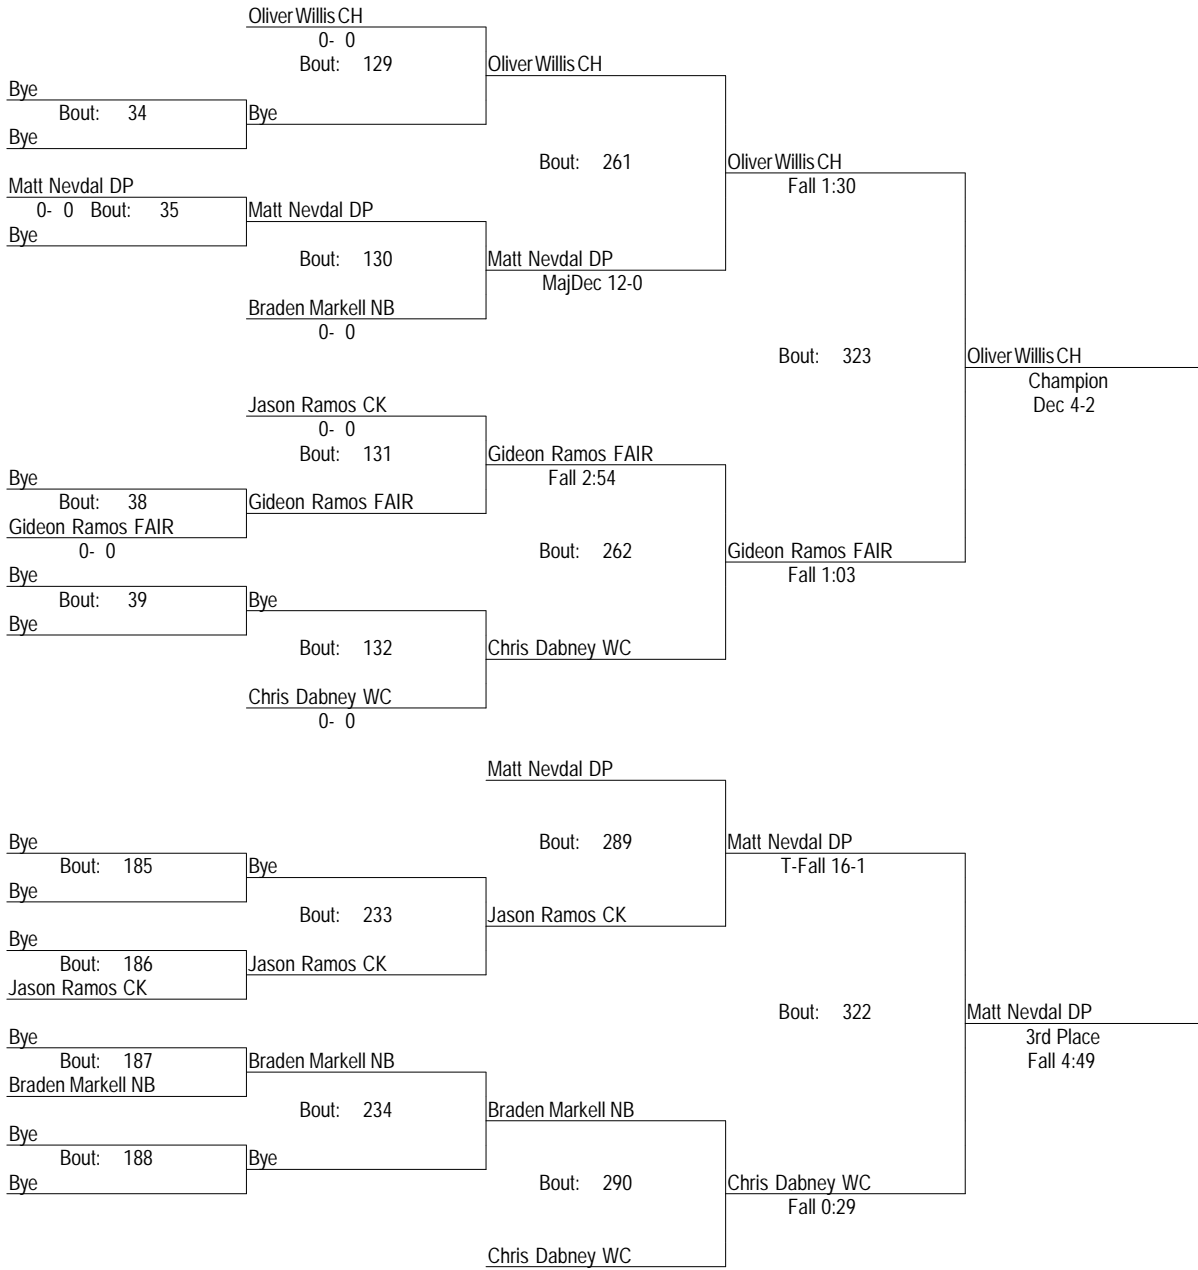 Oliver Willis CH
0- 0
Bout: 129
Oliver Willis CH
Bye
Bout: 34
Bye
Bye
Bout: 261
Oliver Willis CH
Fall 1:30
Matt Nevdal DP
0- 0 Bout: 35
Matt Nevdal DP
Bye
Bout: 130
Matt Nevdal DP
MajDec 12-0
Braden Markell NB
0- 0
Bout: 323
Oliver Willis CH
Champion
Dec 4-2
Jason Ramos CK
0- 0
Bout: 131
Gideon Ramos FAIR
Fall 2:54
Bye
Bout: 38
Gideon Ramos FAIR
Gideon Ramos FAIR
0- 0
Bout: 262
Gideon Ramos FAIR
Fall 1:03
Bye
Bout: 39
Bye
Bye
Bout: 132
Chris Dabney WC
Chris Dabney WC
0- 0
Matt Nevdal DP
Bout: 289
Matt Nevdal DP
T-Fall 16-1
Bye
Bout: 185
Bye
Bye
Bout: 233
Jason Ramos CK
Bye
Bout: 186
Jason Ramos CK
Jason Ramos CK
Bout: 322
Matt Nevdal DP
3rd Place
Fall 4:49
Bye
Bout: 187
Braden Markell NB
Braden Markell NB
Bout: 234
Braden Markell NB
Bye
Bout: 188
Bye
Bye
Bout: 290
Chris Dabney WC
Fall 0:29
Chris Dabney WC